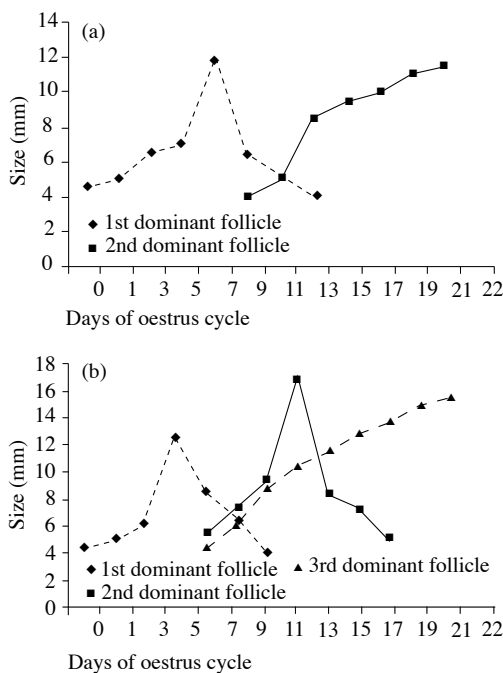 (a)
14
12
10
8
6
4
2
0
Size (mm)
1st dominant follicle
2nd dominant follicle
0 1 3 5 7 9 11 13 15 17 19 21 22
Days of oestrus cycle
(b)
18
16
14
12
10
8
6
4
2
0
Size (mm)
1st dominant follicle 3rd dominant follicle
2nd dominant follicle
0 1 3 5 7 9 11 13 15 17 19 21 22
Days of oestrus cycle